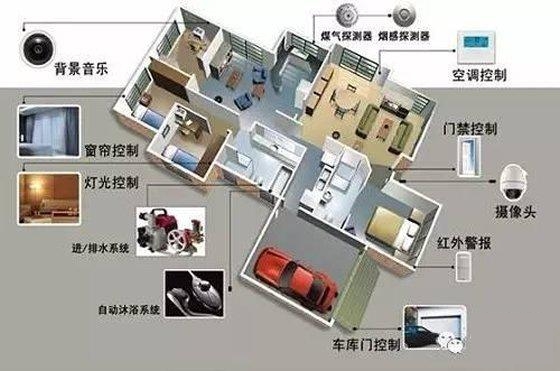 煤气探测器 烟感探测器
背景音乐
空调控制
门禁控制
窗帘控制
灯光控制
摄像头
进/排水系统
红外警报
自动沐浴系统
车库门控制